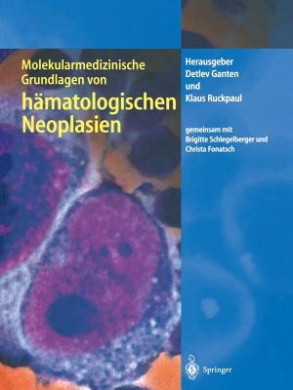 Molekularmedizinische
Grundlagen von
hämatologischen
Neoplasien
Herausgeber
Detlev Ganten
und
Klaus Ruckpaul
gemeinsam mit
Brigitte Schlegelberger und
Christa Fonatsch
Springer